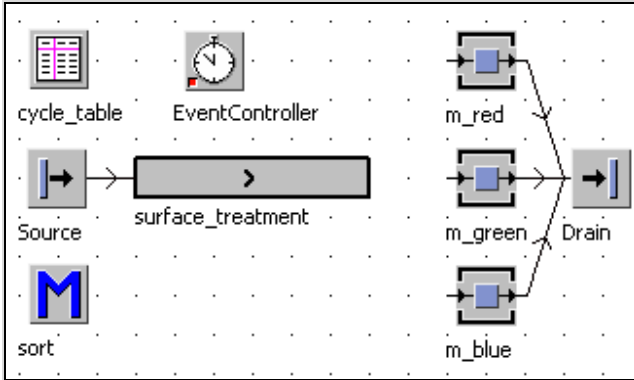 cycle_table
EventController
m_red
Source
surface_treatment
m_green
Drain
M
sort
m_blue